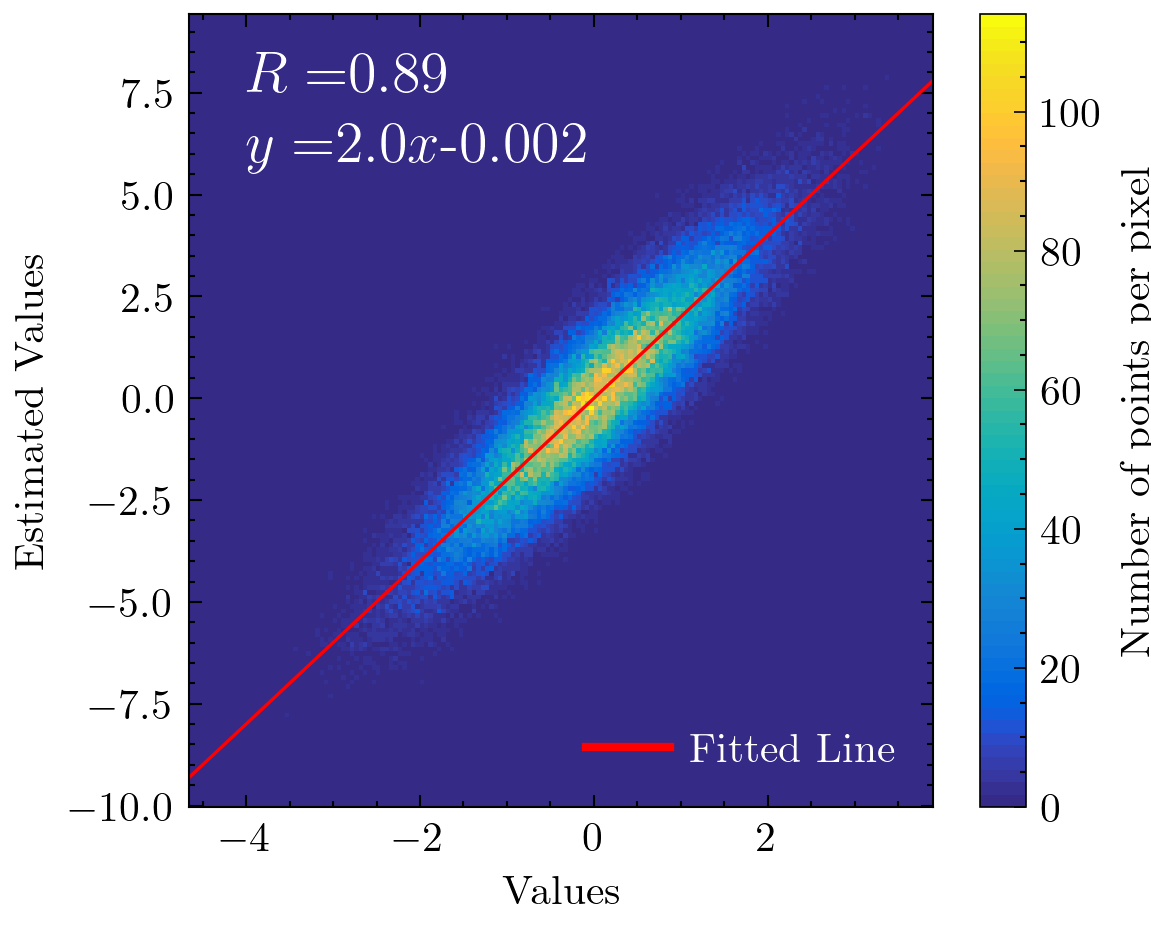 R =0.89
y =2.0x-0.002
7.5
5.0
2.5
0.0
−2.5
−5.0
−7.5
−10.0
Estimated Values
Fitted Line
−4 −2 0 2
Values
100
80
60
40
20
0
Number of points per pixel